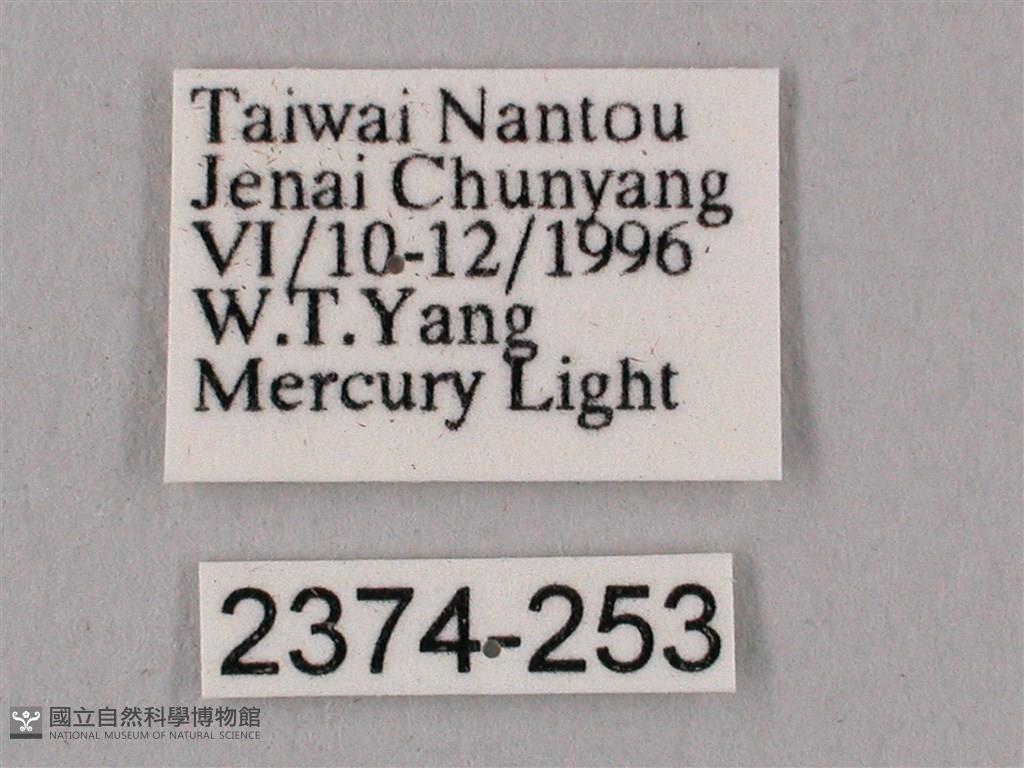 Taiwai Nantou
Jenai Chunyang
VI/10-12/1996
W.T.Yang
Mercury Light
2374-253
國立自然科學博物館
NATIONAL MUSEUM OF NATURAL SCIENCE